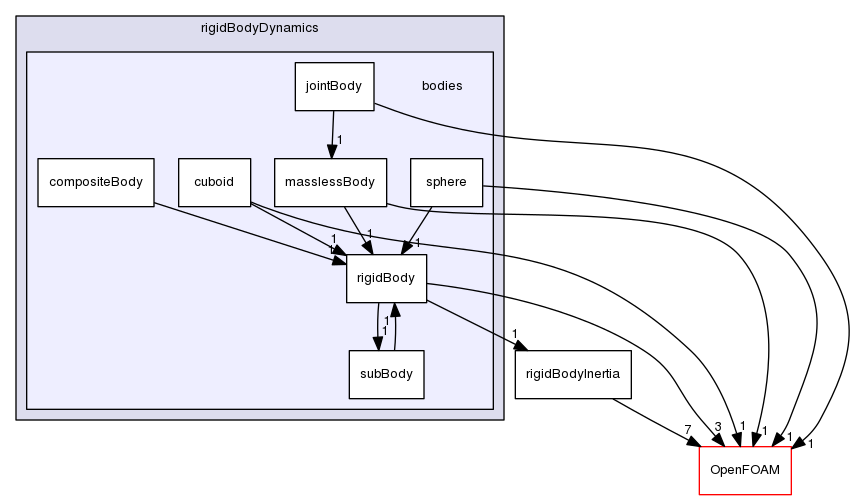 rigidBodyDynamics
jointBody
bodies
1
compositeBody
cuboid
masslessBody
sphere
1
1
1
1
rigidBody
1
1
1
subBody
rigidBodyInertia
7
3
1
1
1
1
OpenFOAM